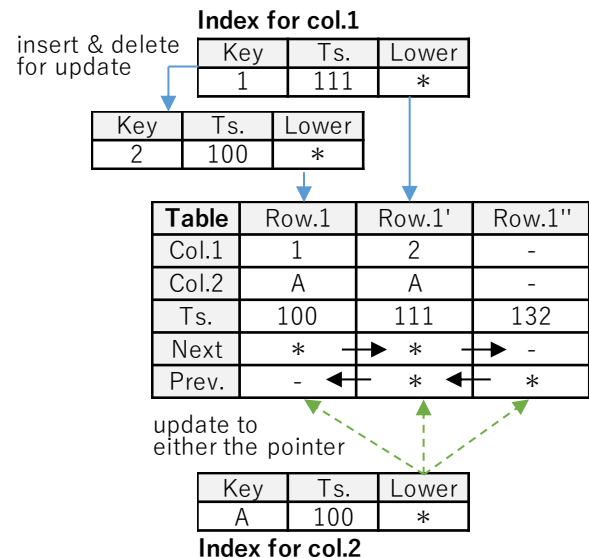 Index for col.1
insert & delete
for update
Key Ts. Lower
1 111 *
Key Ts. Lower
2 100 *
Table Row.1 Row.1' Row.1''
Col.1 1 2 -
Col.2 A A -
Ts. 100 111 132
Next * * -
Prev. - * *
update to
either the pointer
Key Ts. Lower
A 100 *
Index for col.2